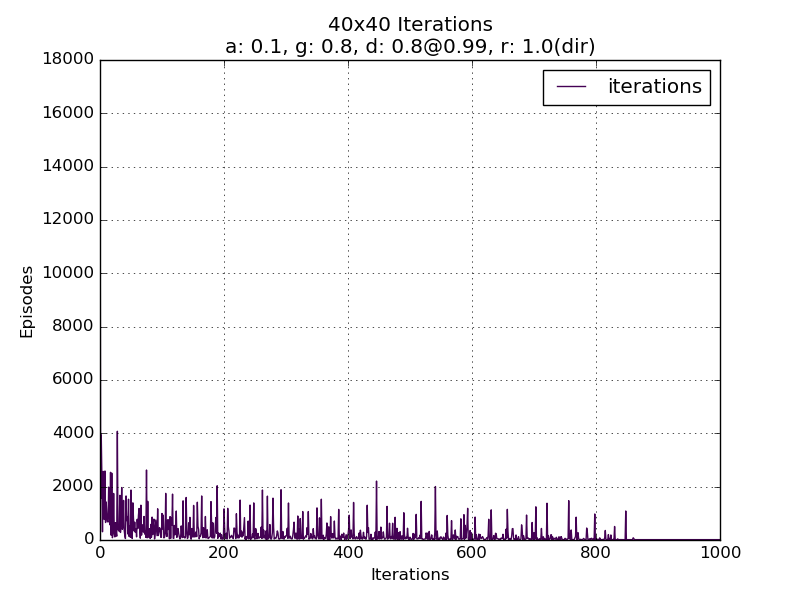 40x40 Iterations
a: 0.1, g: 0.8, d: 0.8@0.99, r: 1.0(dir)
iterations
18000
16000
14000
12000
10000
8000
6000
4000
2000
0
Episodes
0 200 400 600 800 1000
Iterations